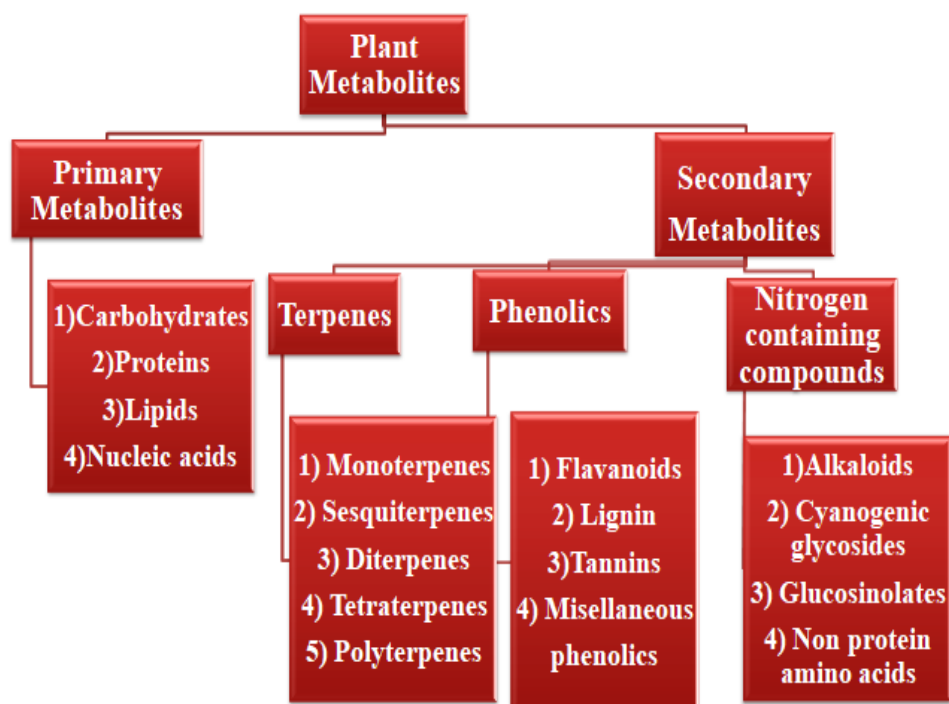 Plant
Metabolites
Primary
Metabolites
Secondary
Metabolites
1)Carbohydrates
2)Proteins
3)Lipids
4)Nucleic acids
Terpenes
Phenolics
Nitrogen
containing
compounds
1) Monoterpenes
2) Sesquiterpenes
3) Diterpenes
4) Tetraterpenes
5) Polyterpenes
1) Flavanoids
2) Lignin
3)Tannins
4) Misellaneous
phenolics
1)Alkaloids
2) Cyanogenic
glycosides
3) Glucosinolates
4) Non protein
amino acids